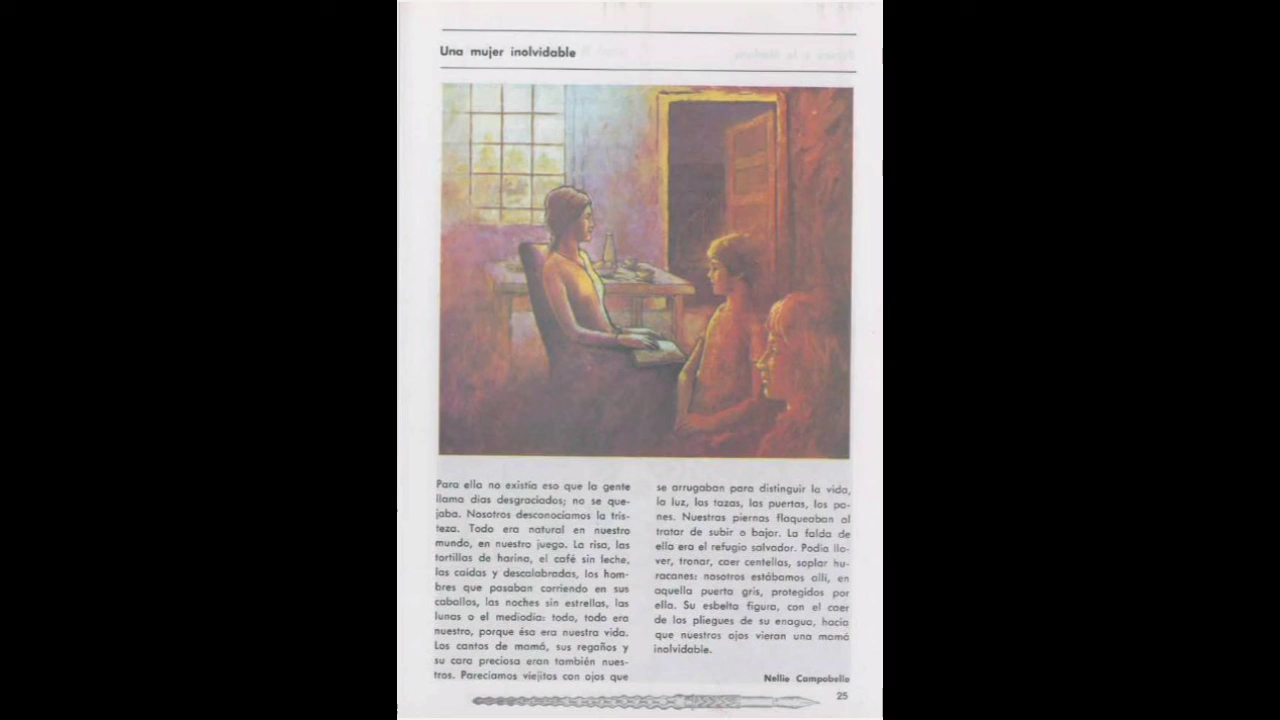 Una mujer inolvidable
Para ella no existía eso que la gente
llama días desgraciados; no se que-
jaba. Nosotros desconocíamos la tris-
teza. Todo era natural en nuestro
mundo, en nuestro juego. La risa, las
tortillas de harina, el café sin leche,
las caídas y descalabradas, los hom-
bres que pasaban corriendo en sus
caballos, las noches sin estrellas, las
lunas o el mediodía: todo, todo era
nuestro, porque ésa era nuestra vida.
Los cantos de mamá, sus regaños y
su cara preciosa eran también nues-
tros. Parecíamos viejitos con ojos que
se arrugaban para distinguir la vida,
la luz, las tazas, las puertas, los pa-
nes. Nuestras piernas flaqueaban al
tratar de subir o bajar. La falda de
ella era el refugio salvador. Podía llo-
ver, tronar, caer centellas, soplar hu-
racanes: nosotros estábamos allí, en
aquella puerta gris, protegidos por
ella. Su esbelta figura, con el caer
de los pliegues de su enagua, hacía
que nuestros ojos vieran una mamá
inolvidable.
Nellie Campobello
25